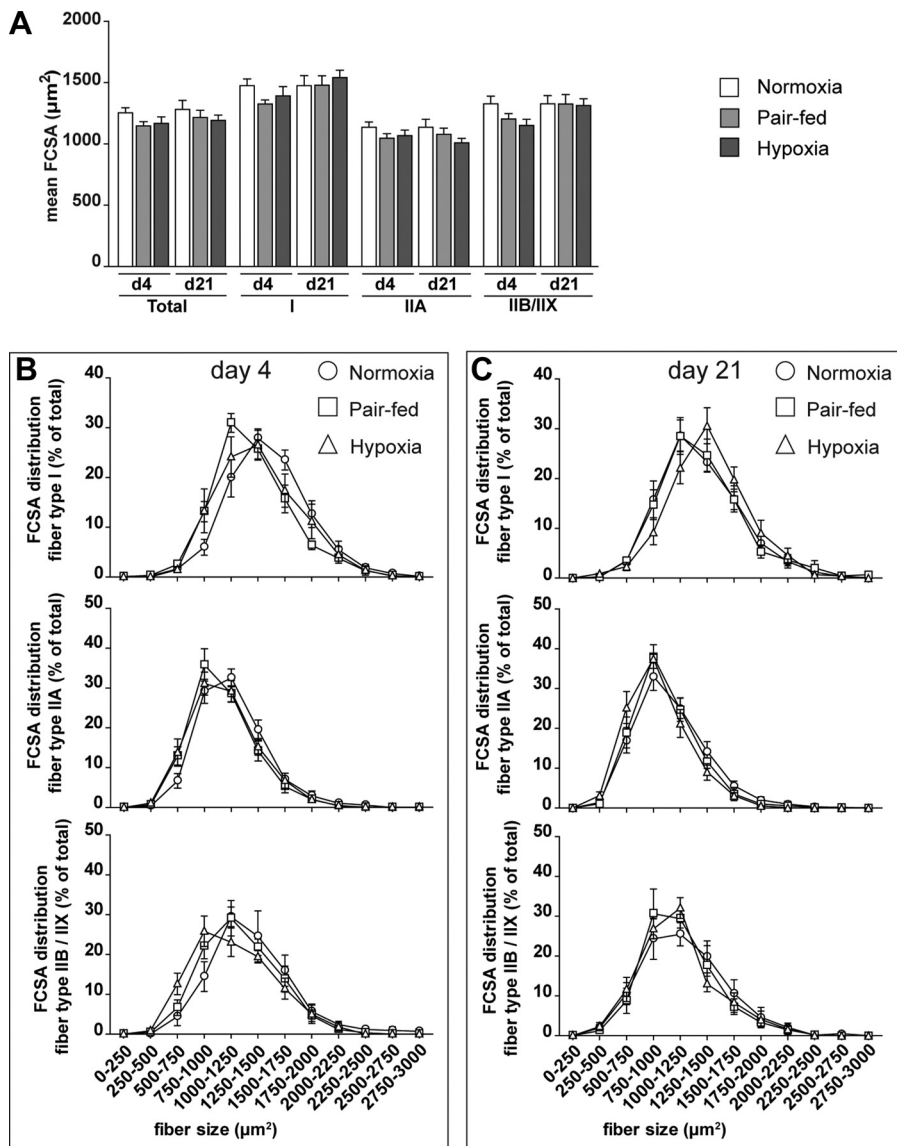 A
mean FCSA (µm²)
2000
1500
1000
500
0
d4 d21 d4 d21 d4 d21 d4 d21
Total I IIA IIB/IIX
Normoxia
Pair-fed
Hypoxia
B
day 4
Normoxia
Pair-fed
Hypoxia
FCSA distribution
fiber type I (% of total)
40
30
20
10
0
FCSA distribution
fiber type IIA (% of total)
50
40
30
20
10
0
FCSA distribution
fiber type IIB / IIX (% of total)
50
40
30
20
10
0
0-250
250-500
500-750
750-1000
1000-1250
1250-1500
1500-1750
1750-2000
2000-2250
2250-2500
2500-2750
2750-3000
fiber size (µm²)
C
day 21
Normoxia
Pair-fed
Hypoxia
FCSA distribution
fiber type I (% of total)
40
30
20
10
0
FCSA distribution
fiber type IIA (% of total)
50
40
30
20
10
0
FCSA distribution
fiber type IIB / IIX (% of total)
50
40
30
20
10
0
0-250
250-500
500-750
750-1000
1000-1250
1250-1500
1500-1750
1750-2000
2000-2250
2250-2500
2500-2750
2750-3000
fiber size (µm²)